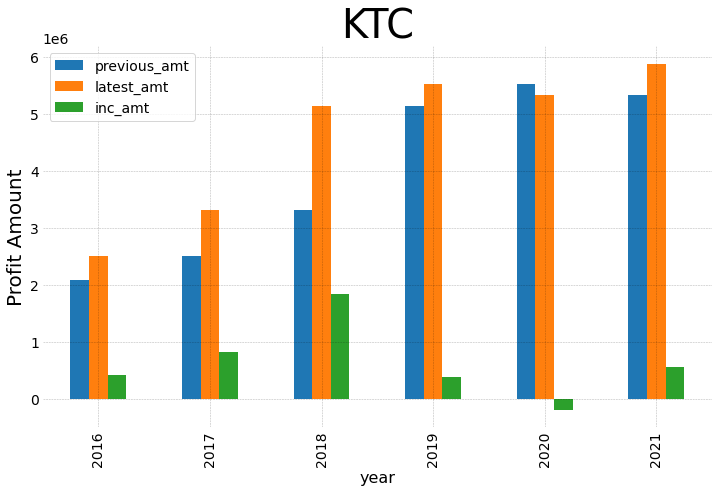 KTC
1e6
previous_amt
latest_amt
inc_amt
6
5
4
3
2
1
0
Profit Amount
2016
2017
2018
2019
2020
2021
year